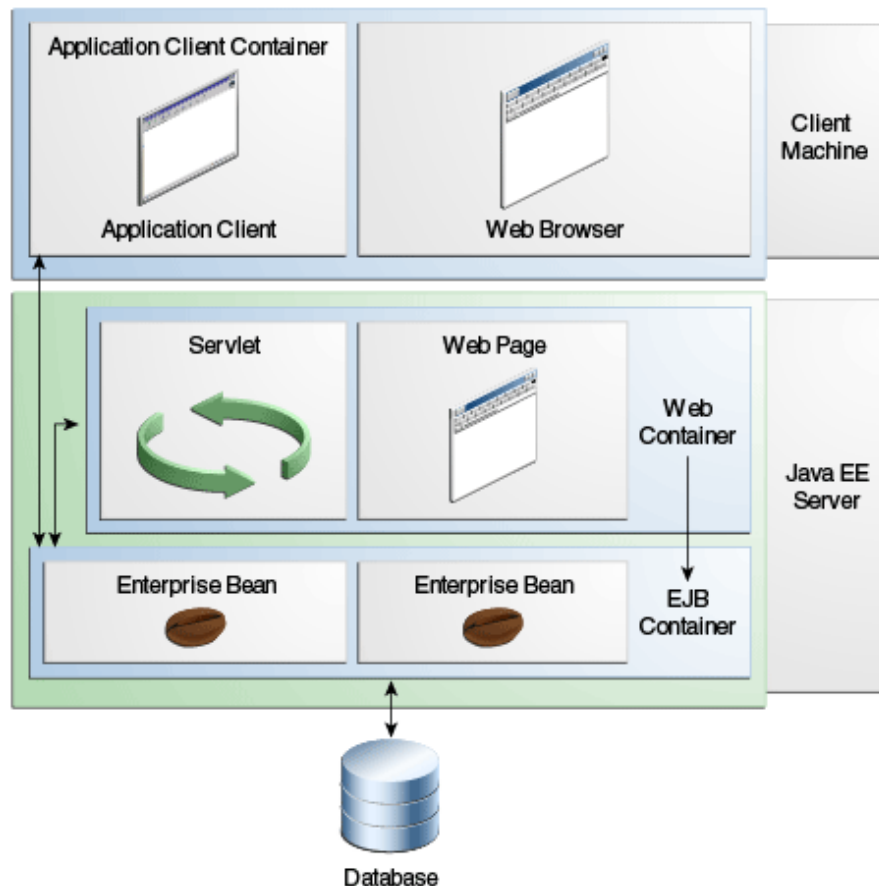 Application Client Container
Application Client
Web Browser
Client
Machine
Servlet
Web Page
Web
Container
Java EE
Server
Enterprise Bean
Enterprise Bean
EJB
Container
Database